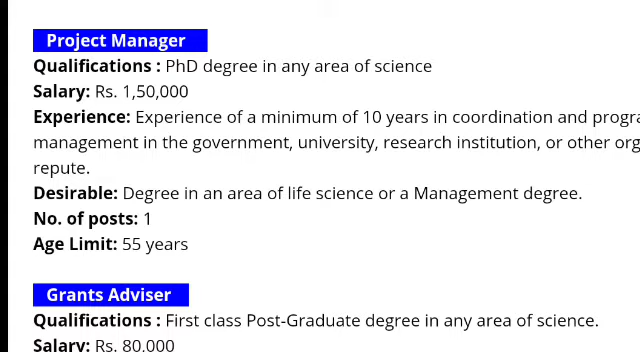 Project Manager
Qualifications : PhD degree in any area of science
Salary: Rs. 1,50,000
Experience: Experience of a minimum of 10 years in coordination and progra
management in the government, university, research institution, or other org
repute.
Desirable: Degree in an area of life science or a Management degree.
No. of posts: 1
Age Limit: 55 years
Grants Adviser
Qualifications : First class Post-Graduate degree in any area of science.
Salary: Rs. 80,000